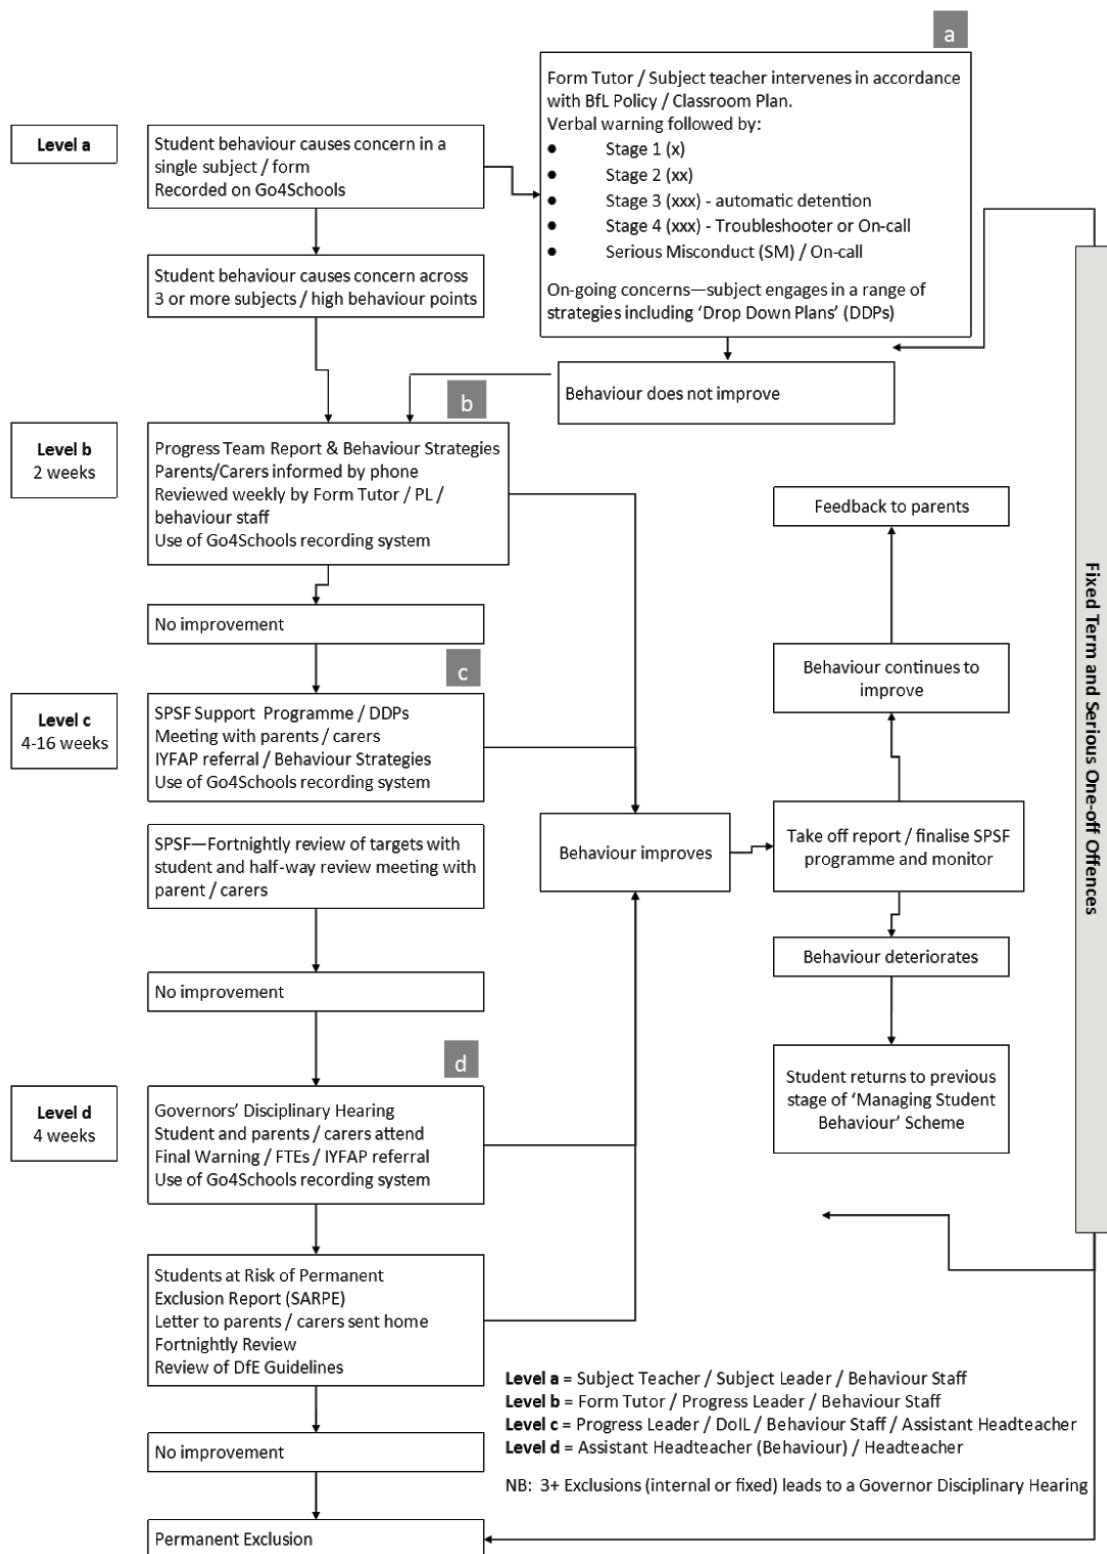 a
Form Tutor / Subject teacher intervenes in accordance
with BfL Policy / Classroom Plan.
Verbal warning followed by:
● Stage 1 (x)
● Stage 2 (xx)
● Stage 3 (xxx) - automatic detention
● Stage 4 (xxx) - Troubleshooter or On-call
● Serious Misconduct (SM) / On-call
On-going concerns—subject engages in a range of
strategies including ‘Drop Down Plans’ (DDPs)
Level a
Student behaviour causes concern in a
single subject / form
Recorded on Go4Schools
Student behaviour causes concern across
3 or more subjects / high behaviour points
Behaviour does not improve
b
Level b
2 weeks
Progress Team Report & Behaviour Strategies
Parents/Carers informed by phone
Reviewed weekly by Form Tutor / PL /
behaviour staff
Use of Go4Schools recording system
No improvement
c
Level c
4-16 weeks
SPSF Support Programme / DDPs
Meeting with parents / carers
IYFAP referral / Behaviour Strategies
Use of Go4Schools recording system
SPSF—Fortnightly review of targets with
student and half-way review meeting with
parent / carers
No improvement
d
Level d
4 weeks
Governors’ Disciplinary Hearing
Student and parents / carers attend
Final Warning / FTEs / IYFAP referral
Use of Go4Schools recording system
Students at Risk of Permanent
Exclusion Report (SARPE)
Letter to parents / carers sent home
Fortnightly Review
Review of DfE Guidelines
No improvement
Permanent Exclusion
Behaviour improves
Feedback to parents
Behaviour continues to
improve
Take off report / finalise SPSF
programme and monitor
Behaviour deteriorates
Student returns to previous
stage of ‘Managing Student
Behaviour’ Scheme
Fixed Term and Serious One-off Offences
Level a = Subject Teacher / Subject Leader / Behaviour Staff
Level b = Form Tutor / Progress Leader / Behaviour Staff
Level c = Progress Leader / DoIL / Behaviour Staff / Assistant Headteacher
Level d = Assistant Headteacher (Behaviour) / Headteacher
NB: 3+ Exclusions (internal or fixed) leads to a Governor Disciplinary Hearing